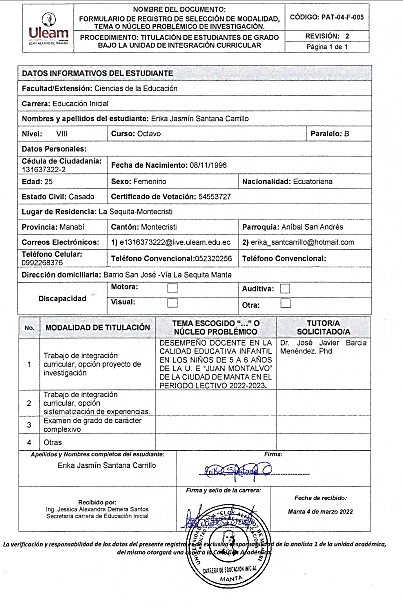 Uleam
NOMBRE DEL DOCUMENTO:
FORMULARIO DE REGISTRO DE SELECCIÓN DE MODALIDAD,
TEMA O NÚCLEO PROBLÉMICO DE INVESTIGACIÓN.
CÓDIGO: PAT-04-F-005
PROCEDIMIENTO: TITULACIÓN DE ESTUDIANTES DE GRADO
BAJO LA UNIDAD DE INTEGRACIÓN CURRICULAR
REVISIÓN: 2
Página 1 de 1
DATOS INFORMATIVOS DEL ESTUDIANTE
Facultad/Extensión: Ciencias de la Educación
Carrera: Educación Inicial
Nombres y apellidos del estudiante: Erika Jasmín Santana Carrillo
Nivel: VIII Curso: Octavo Paralelo: B
Datos Personales:
Cédula de Ciudadanía:
131637322-2
Fecha de Nacimiento: 08/11/1996
Edad: 25 Sexo: Femenino Nacionalidad: Ecuatoriana
Estado Civil: Casado Certificado de Votación: 54553727
Lugar de Residencia: La Sequita-Montecristi
Provincia: Manabí Cantón: Montecristi Parroquia: Aníbal San Andrés
Correos Electrónicos: 1) e1316373222@live.uleam.edu.ec 2) erika_santcarrillo@hotmail.com
Teléfono Celular:
0992268376
Teléfono Convencional:052320256 Teléfono Convencional:
Dirección domiciliaria: Barrio San José -Vía La Sequita Manta
Discapacidad
Motora: Auditiva:
Visual: Otra:
No. MODALIDAD DE TITULACIÓN
TEMA ESCOGIDO "…" O
NÚCLEO PROBLÉMICO
TUTOR/A
SOLICITADO/A
1
Trabajo de integración
curricular, opción proyecto de
investigación
DESEMPEÑO DOCENTE EN LA
CALIDAD EDUCATIVA INFANTIL
EN LOS NIÑOS DE 5 A 6 AÑOS
DE LA U. E "JUAN MONTALVO"
DE LA CIUDAD DE MANTA EN EL
PERIODO LECTIVO 2022-2023.
Dr. José Javier Barcia
Menéndez. Phd
2
Trabajo de integración
curricular, opción
sistematización de experiencias.
3
Examen de grado de carácter
complexivo
4 Otras
Apellidos y Nombres completos del estudiante:
Firma:
Erika Jasmín Santana Carrillo
Firma y sello de la carrera:
Recibido por:
Ing. Jessica Alexandra Demera Santos
Secretaria carrera de Educación Inicial
Fecha de recibido:
Manta 4 de marzo 2022
La verificación y responsabilidad de los datos del presente registro es de exclusiva responsabilidad de la analista 1 de la unidad académica,
del mismo otorgará una copia a la Comisión Académica.
CARRERA DE EDUCACIÓN INICIAL
MANTA